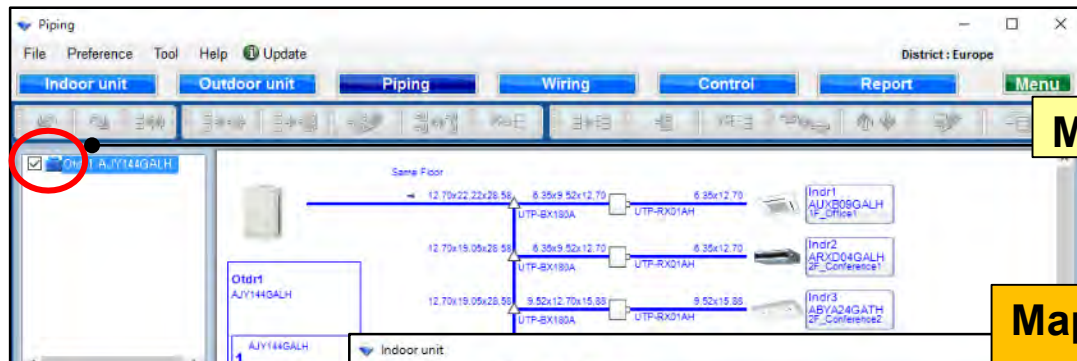 Piping
File Preference Tool Help Update
District : Europe
Indoor unit Outdoor unit Piping Wiring Control Report Menu
M
Otdr1 AJY144GALH
Same Floor
12.70x22.22x28.58 6.35x9.52x12.70 6.35x12.70
UTP-BX180A UTP-RX01AH
Indr1
AUXB09GALH
1F_Office1
12.70x19.05x28.58 6.35x9.52x12.70 6.35x12.70
UTP-BX180A UTP-RX01AH
Indr2
ARXD04GALH
2F_Conference1
Otdr1
AJY144GALH
12.70x19.05x28.58 9.52x12.70x15.88 9.52x15.88
UTP-BX180A UTP-RX01AH
Indr3
ABYA24GATH
2F_Conference2
Map
AJY144GALH
1
Indoor unit